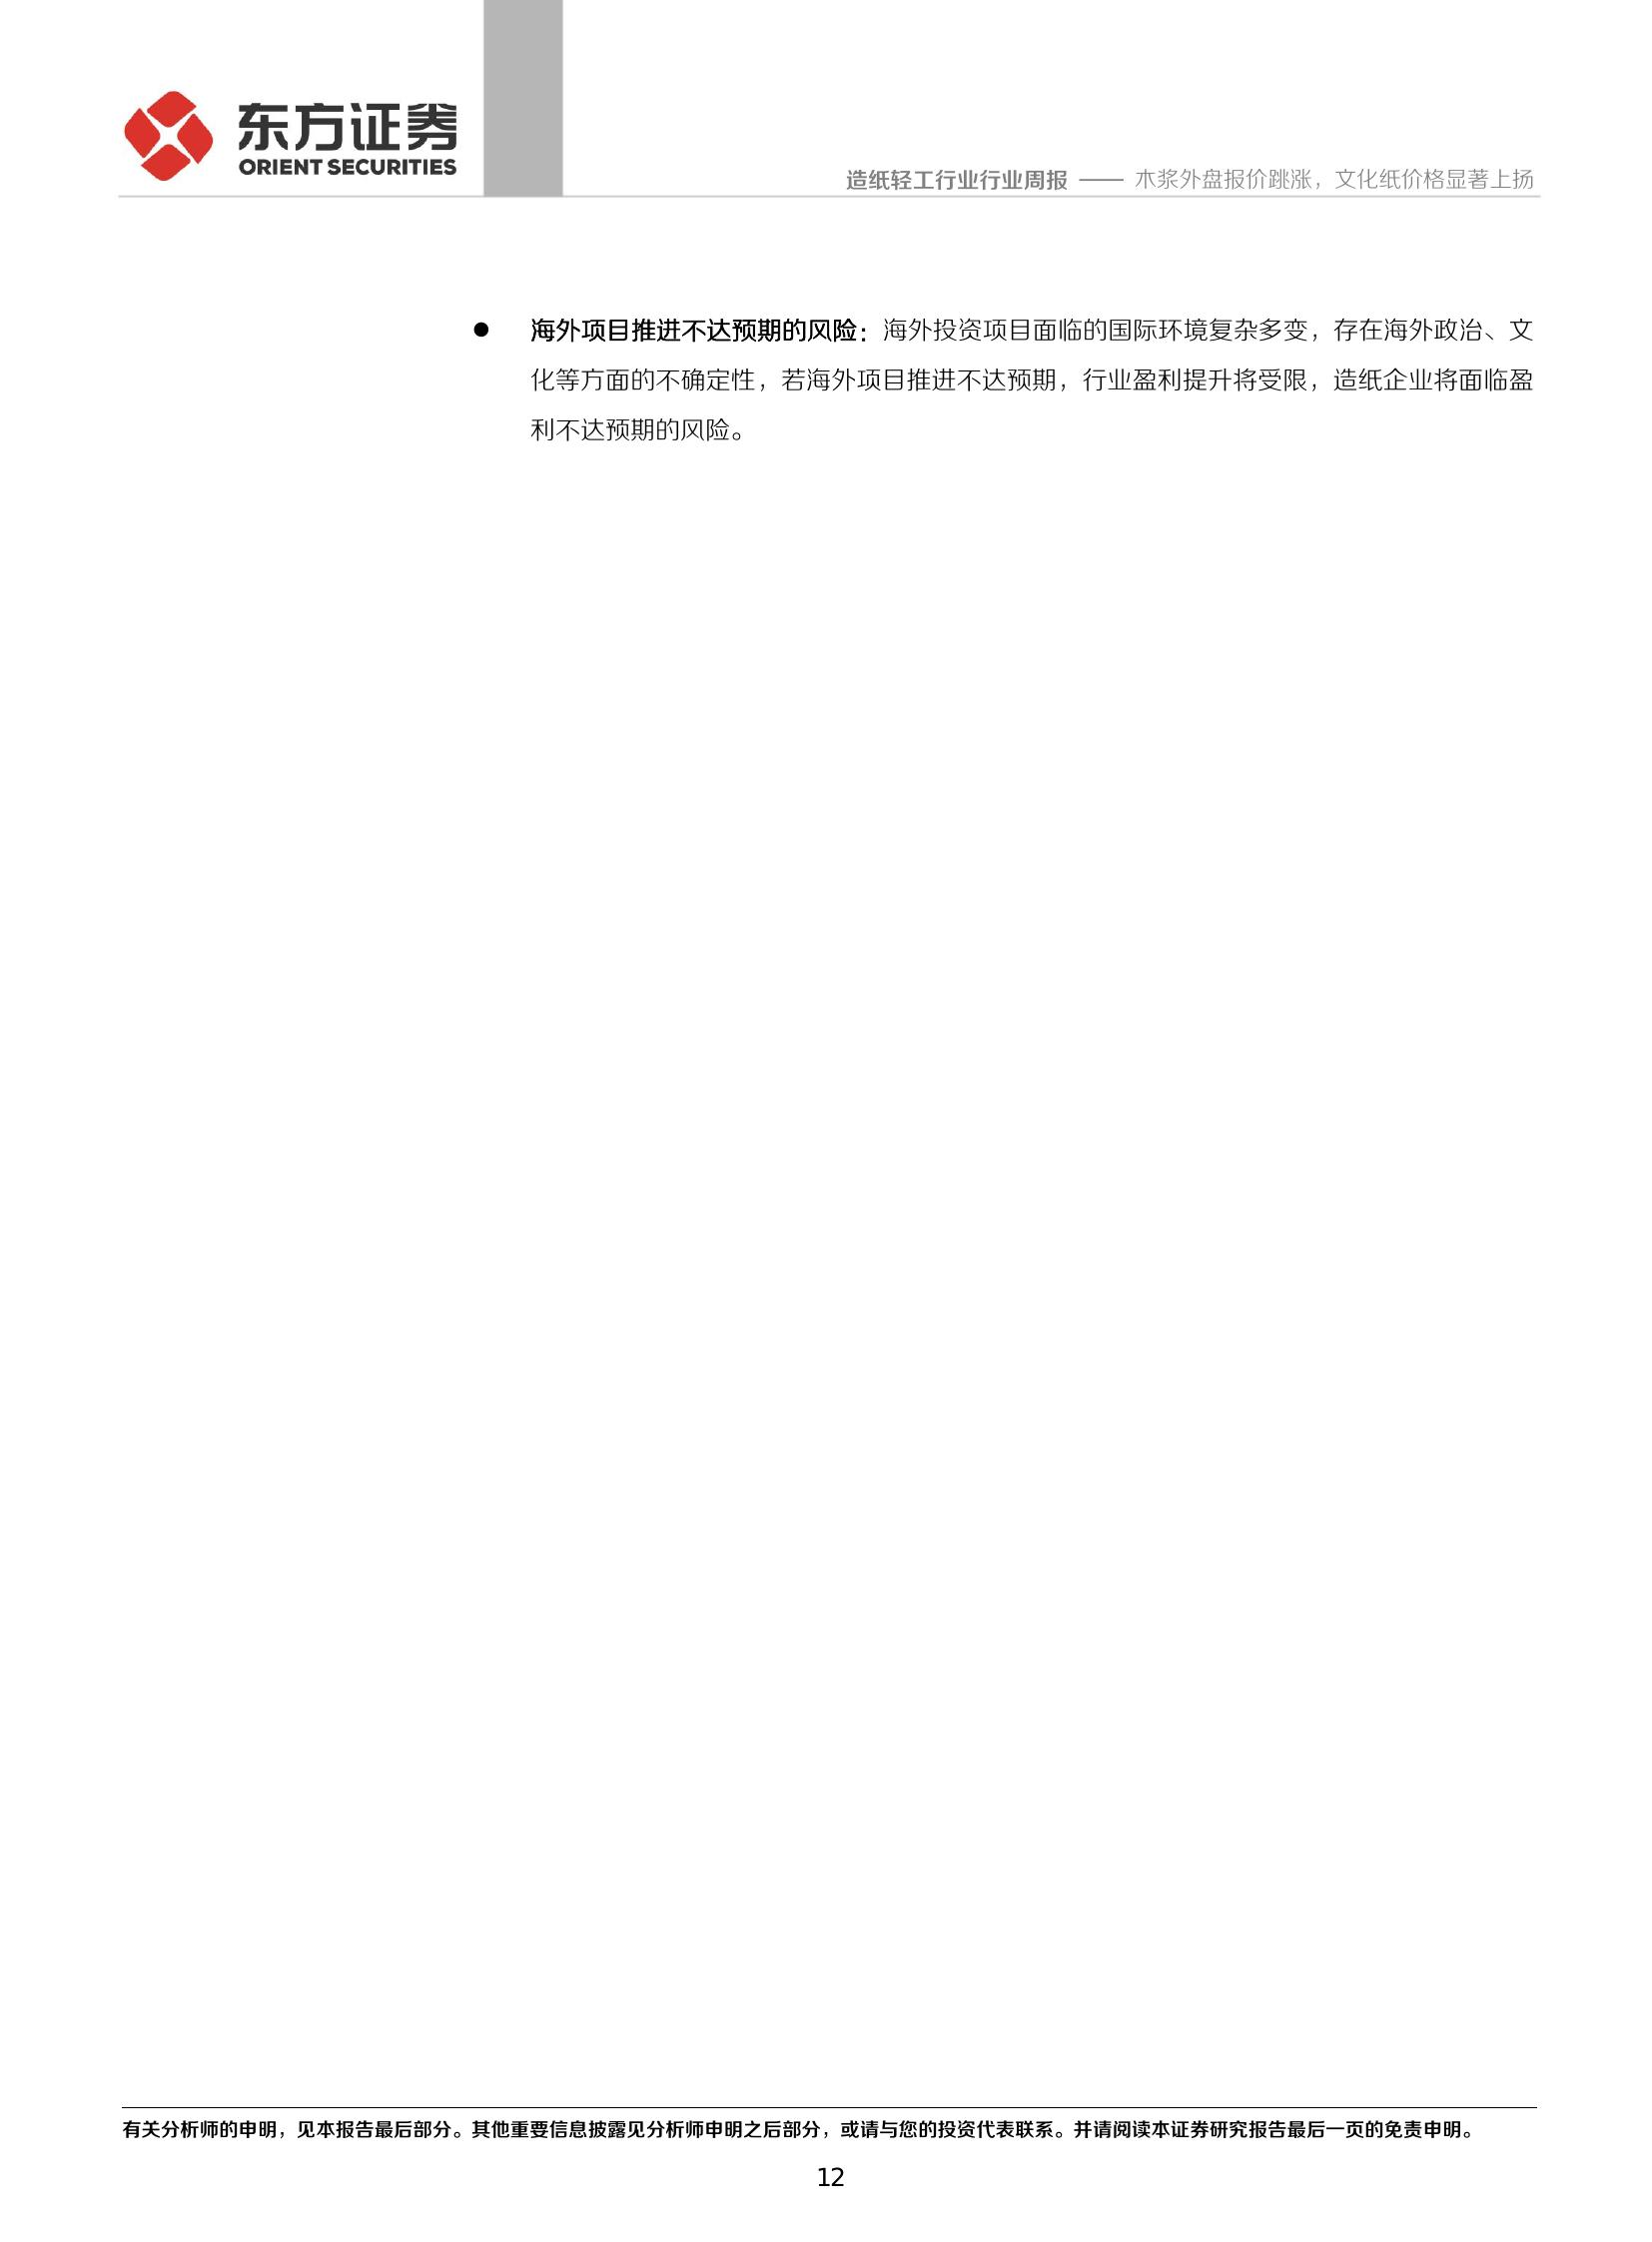 东方证券
ORIENT SECURITIES
造纸轻工行业行业周报 —— 木浆外盘报价跳涨，文化纸价格显著上扬
● 海外项目推进不达预期的风险：海外投资项目面临的国际环境复杂多变，存在海外政治、文
化等方面的不确定性，若海外项目推进不达预期，行业盈利提升将受限，造纸企业将面临盈
利不达预期的风险。
有关分析师的申明，见本报告最后部分。其他重要信息披露见分析师申明之后部分，或请与您的投资代表联系。并请阅读本证券研究报告最后一页的免责申明。
12